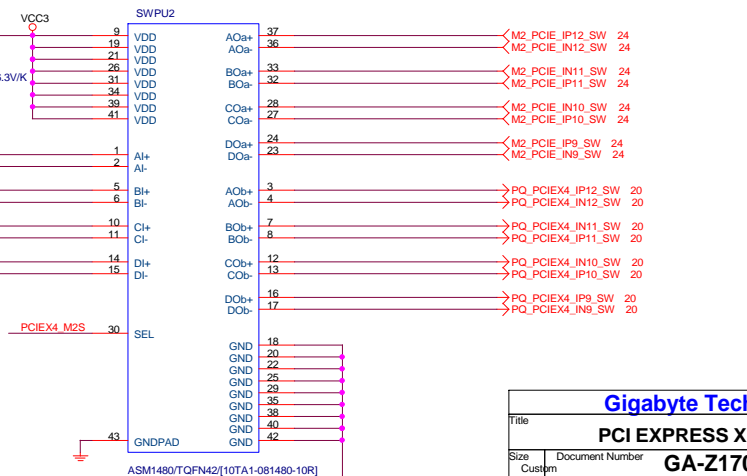 VCC3
SWPU2
9 VDD AOa+ 37 M2_PCIE_IP12_SW 24
19 VDD AOa- 36 M2_PCIE_IN12_SW 24
21 VDD
26 VDD BOa+ 33 M2_PCIE_IN11_SW 24
31 VDD BOa- 32 M2_PCIE_IP11_SW 24
6.3V/K
34 VDD
39 VDD COa+ 28 M2_PCIE_IN10_SW 24
41 VDD COa- 27 M2_PCIE_IP10_SW 24
DOa+ 24 M2_PCIE_IP9_SW 24
1 AI+ DOa- 23 M2_PCIE_IN9_SW 24
2 AI-
5 BI+ AOb+ 3 PQ_PCIEX4_IP12_SW 20
6 BI- AOb- 4 PQ_PCIEX4_IN12_SW 20
10 CI+ BOb+ 7 PQ_PCIEX4_IN11_SW 20
11 CI- BOb- 8 PQ_PCIEX4_IP11_SW 20
14 DI+ COb+ 12 PQ_PCIEX4_IN10_SW 20
15 DI- COb- 13 PQ_PCIEX4_IP10_SW 20
DOb+ 16 PQ_PCIEX4_IP9_SW 20
DOb- 17 PQ_PCIEX4_IN9_SW 20
PCIEX4_M2S 30 SEL
GND 18
GND 20
GND 22
GND 25
GND 29
GND 35
GND 38
GND 40
43 GNDPAD GND 42
ASM1480/TQFN42/[10TA1-081480-10R]
Gigabyte Tech
Title
PCI EXPRESS X
Size Document Number
Custom GA-Z170